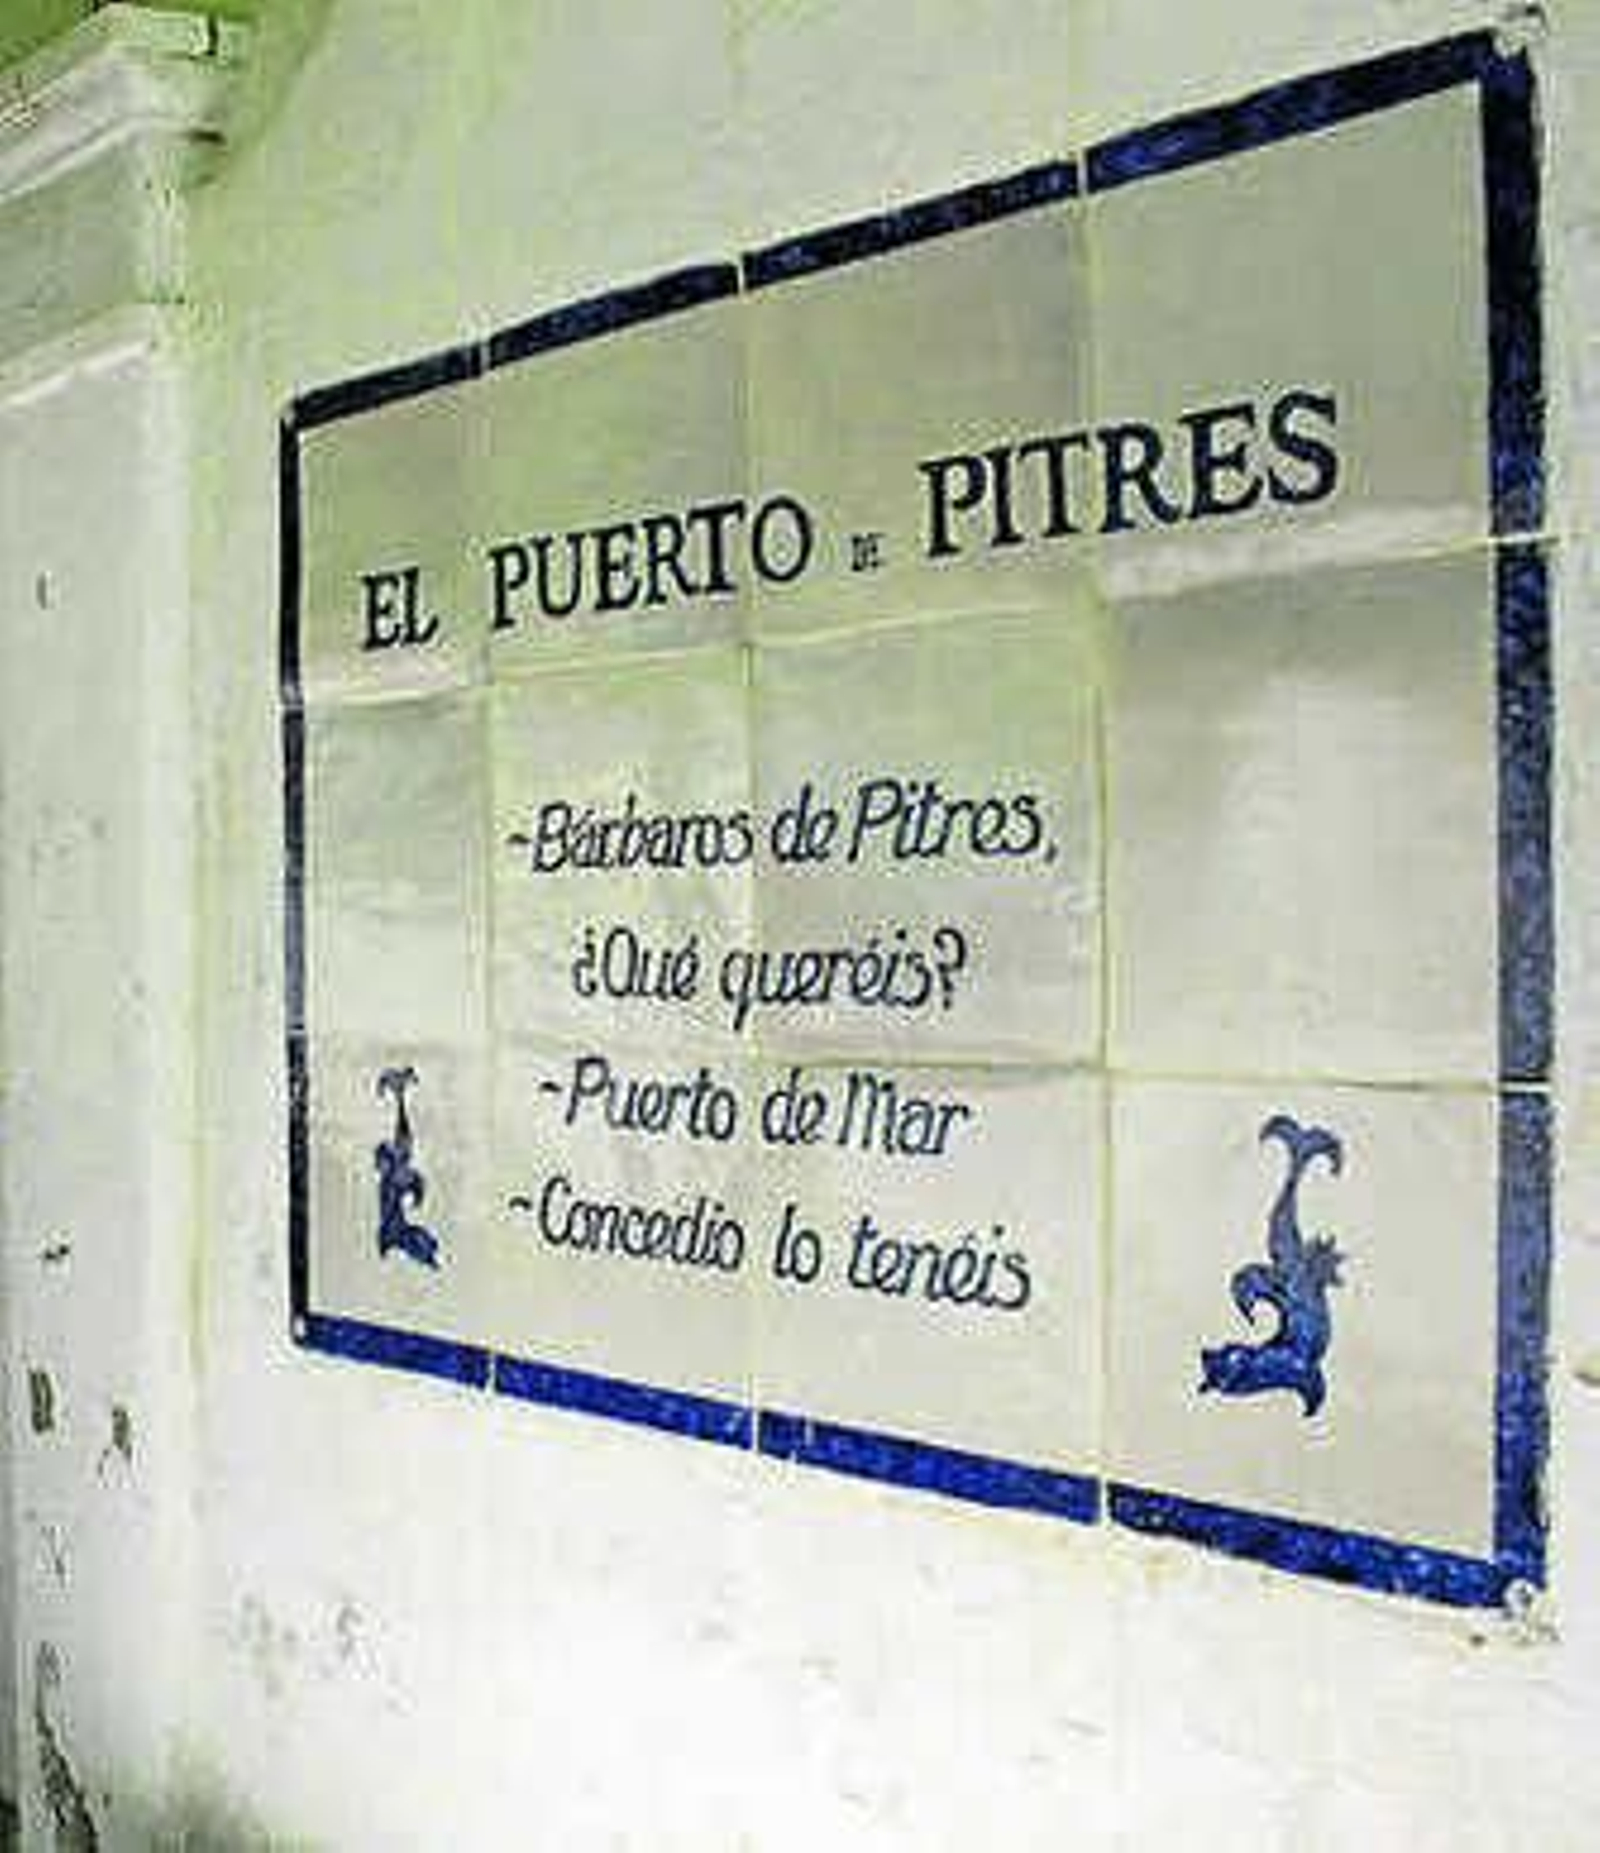 EL PUERTO DE PITRES
-Bárbaros de Pitres,
¿Qué queréis?
-Puerto de Mar
-Concedio lo tenéis